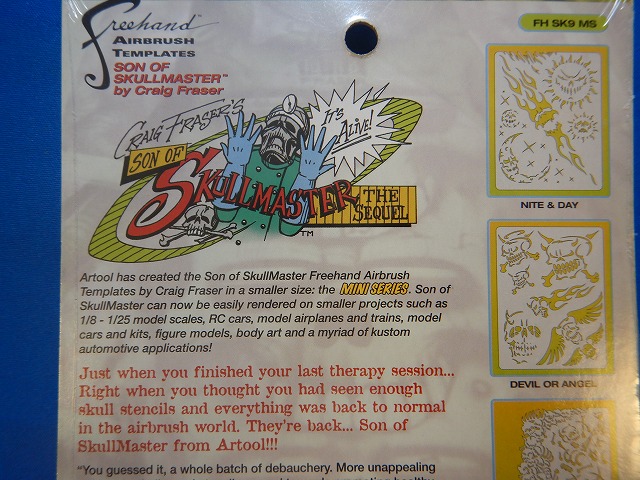 Freehand
AIRBRUSH
TEMPLATES
SON OF
SKULLMASTER™
by Craig Fraser
FH SK9 MS
CRAIG FRASER'S
SON OF
SKULLMASTER
THE
SEQUEL
TM
IT'S
ALIVE!
NITE & DAY
Artool has created the Son of SkullMaster Freehand Airbrush
Templates by Craig Fraser in a smaller size: the MINI SERIES. Son of
SkullMaster can now be easily rendered on smaller projects such as
1/8 - 1/25 model scales, RC cars, model airplanes and trains, model
cars and kits, figure models, body art and a myriad of kustom
automotive applications!
DEVIL OR ANGEL
Just when you finished your last therapy session...
Right when you thought you had seen enough
skull stencils and everything was back to normal
in the airbrush world. They're back... Son of
SkullMaster from Artool!!!
"You guessed it, a whole batch of debauchery. More unappealing